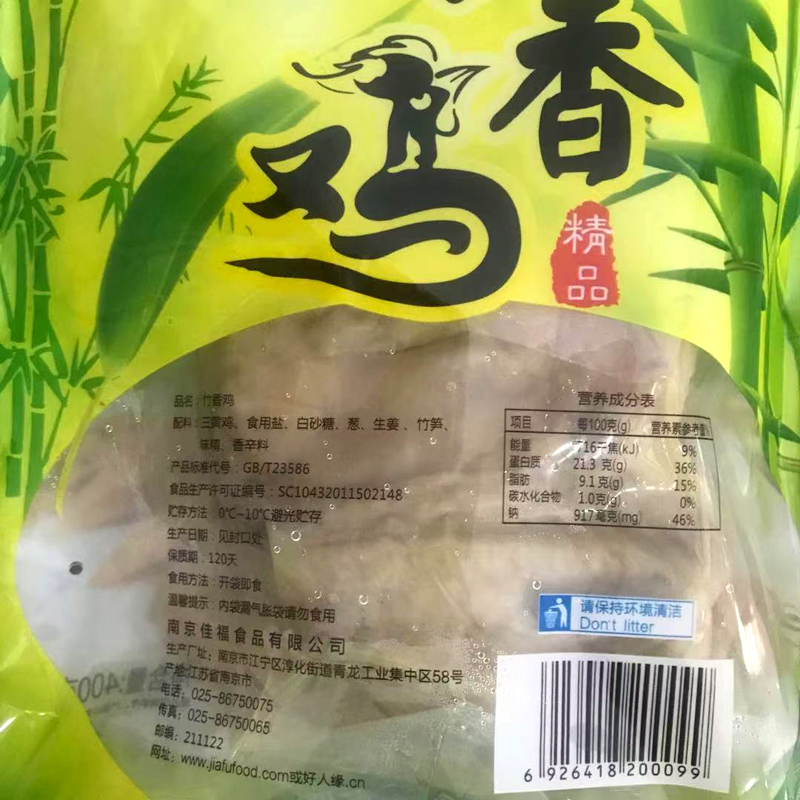 香
鸡
精品
品名：竹香鸡
配料：三黄鸡、食用盐、白砂糖、葱、生姜、竹笋、
味精、香辛料
产品标准代号：GB/T23586
食品生产许可证编号：SC10432011502148
贮存方法：0℃~10℃避光贮存
生产日期：见封口处
保质期：120天
食用方法：开袋即食
温馨提示：内袋漏气胀袋请勿食用
南京佳福食品有限公司
生产厂址：南京市江宁区淳化街道青龙工业集中区58号
产地:江苏省南京市
电话：025-86750075
传真：025-86750065
邮编：211122
网址：www.jiafufood.com或好人缘.cn
营养成分表
项目 每100克(g) 营养素参考量%
能量 716千焦(kJ) 9%
蛋白质 21.3 克(g) 36%
脂肪 9.1克(g) 15%
碳水化合物 1.0克(g) 0%
钠 917毫克(mg) 46%
请保持环境清洁
Don't litter
6 926418 200099